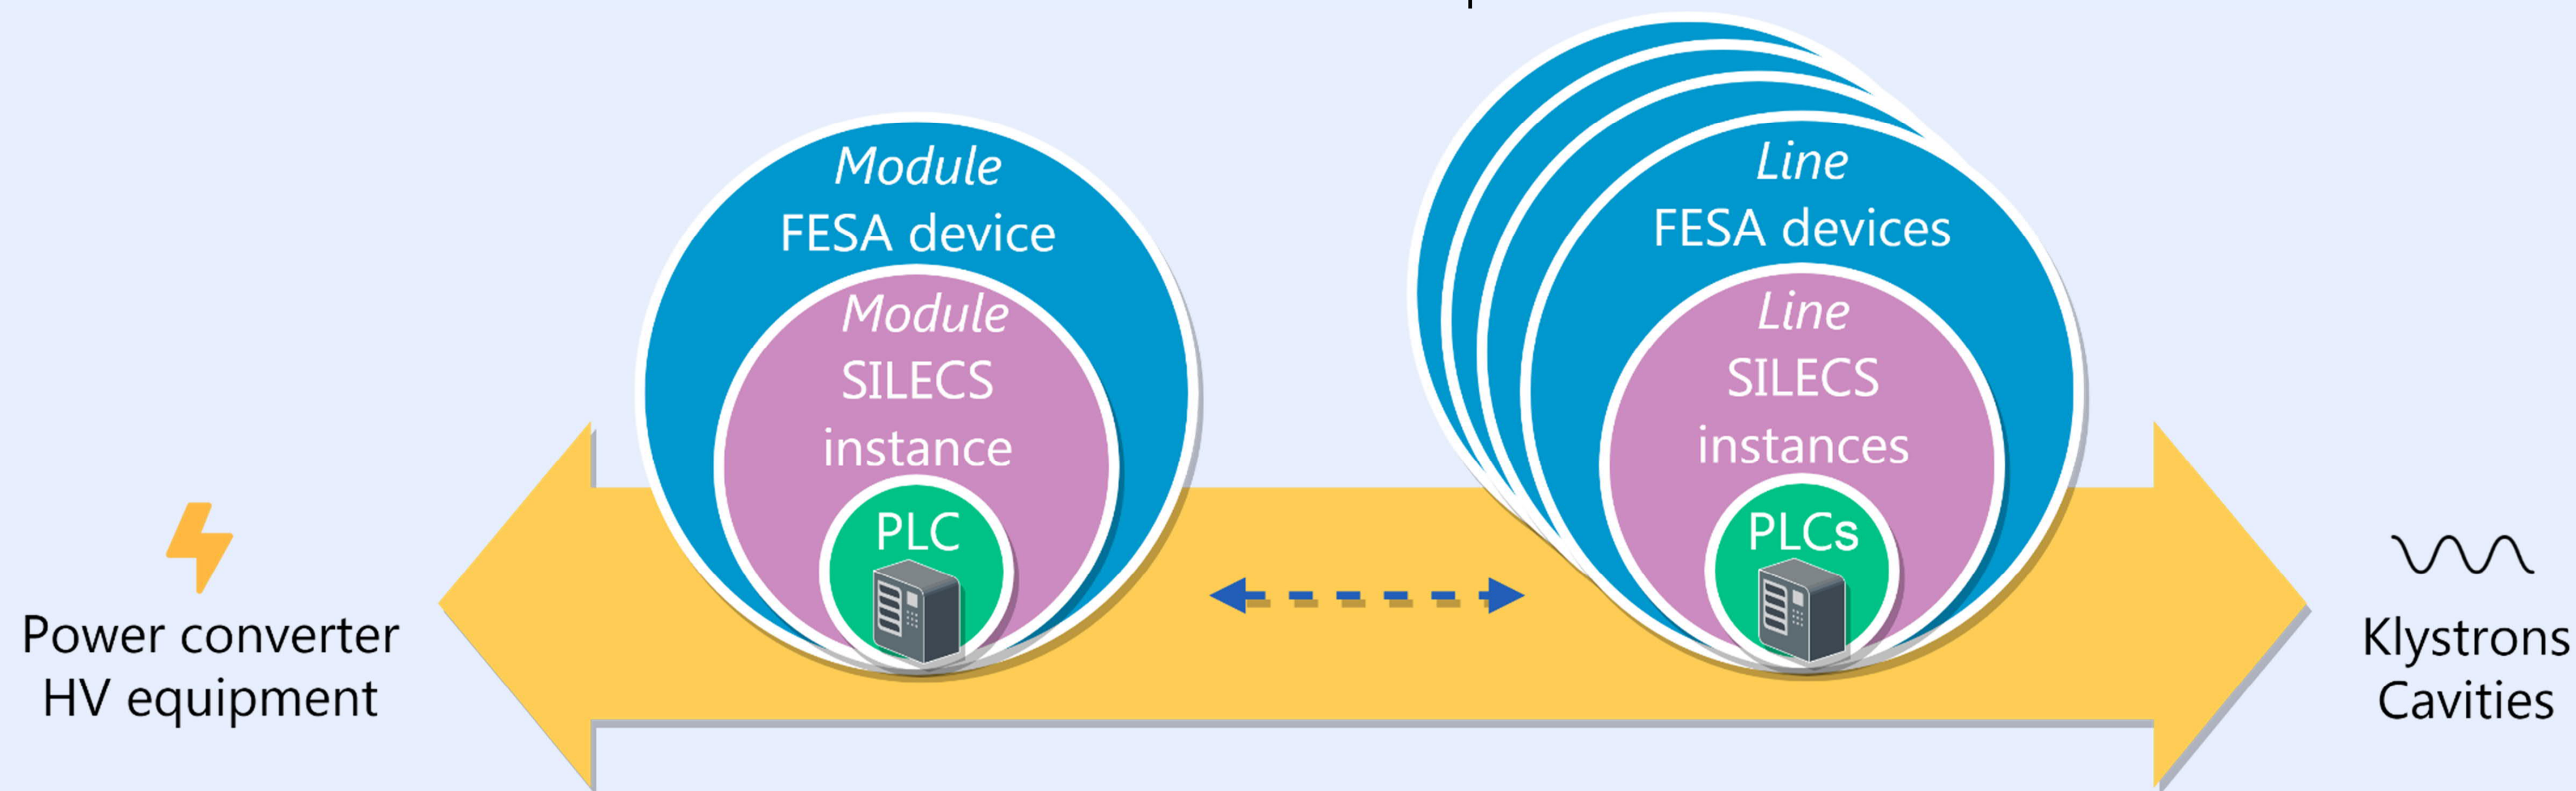 Module
FESA device
Module
SILECS
instance
PLC
Line
FESA devices
Line
SILECS
instances
PLCs
Power converter
HV equipment
Klystrons
Cavities